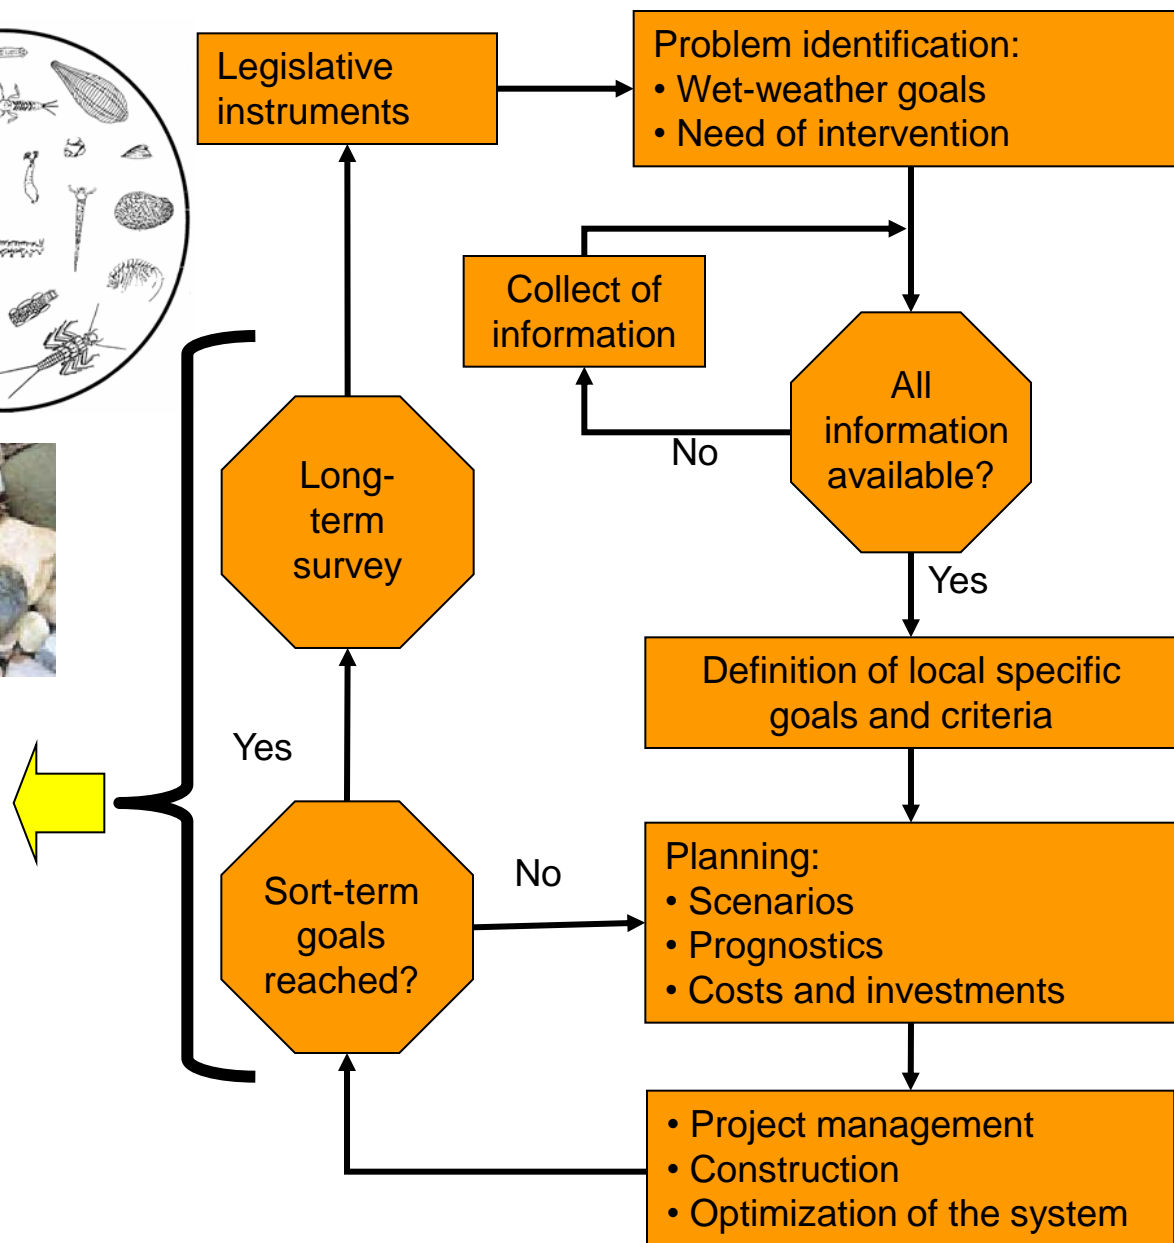 Legislative
instruments
Problem identification:
• Wet-weather goals
• Need of intervention
Collect of
information
All
information
available?
No
Yes
Long-
term
survey
Definition of local specific
goals and criteria
Yes
Planning:
• Scenarios
• Prognostics
• Costs and investments
No
Sort-term
goals
reached?
• Project management
• Construction
• Optimization of the system